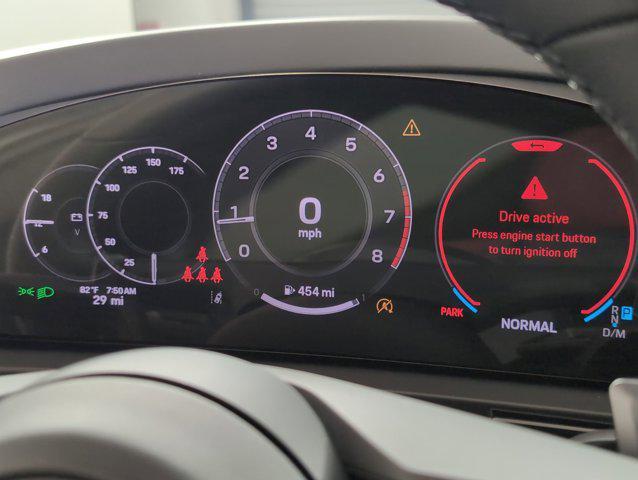 18
12
6
V
175
150
125
100
75
50
25
82°F 7:50AM
29 mi
0
1
2
3
4
5
6
7
8
0
mph
454 mi
0
1
Drive active
Press engine start button
to turn ignition off
PARK
NORMAL
R
N
P
D/M